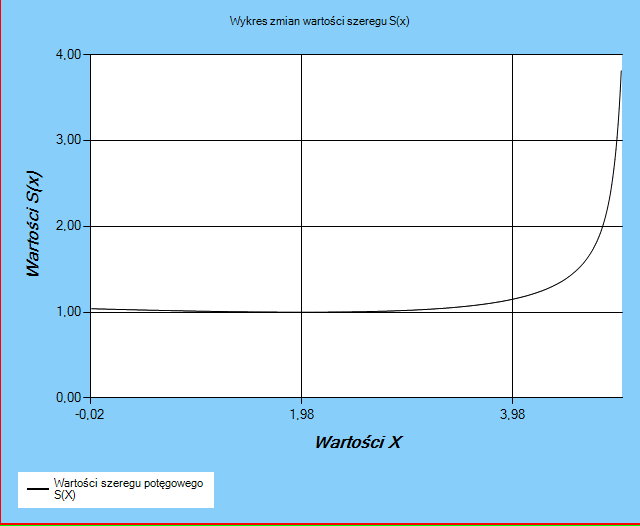 Wykres zmian wartości szeregu S(x)
4,00
3,00
2,00
1,00
0,00
Wartości S(x)
-0,02
1,98
3,98
Wartości X
Wartości szeregu potęgowego
S(X)